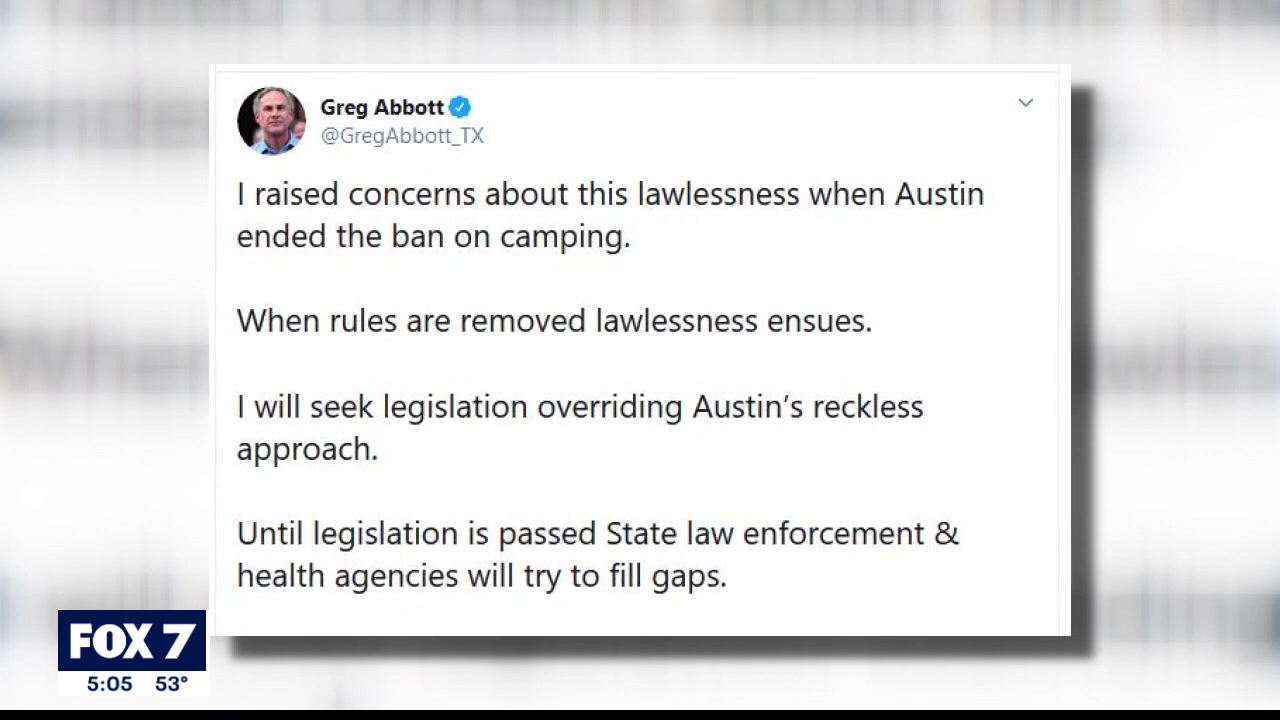 Greg Abbott
@GregAbbott_TX
I raised concerns about this lawlessness when Austin
ended the ban on camping.
When rules are removed lawlessness ensues.
I will seek legislation overriding Austin’s reckless
approach.
Until legislation is passed State law enforcement &
health agencies will try to fill gaps.
FOX 7
5:05 53°